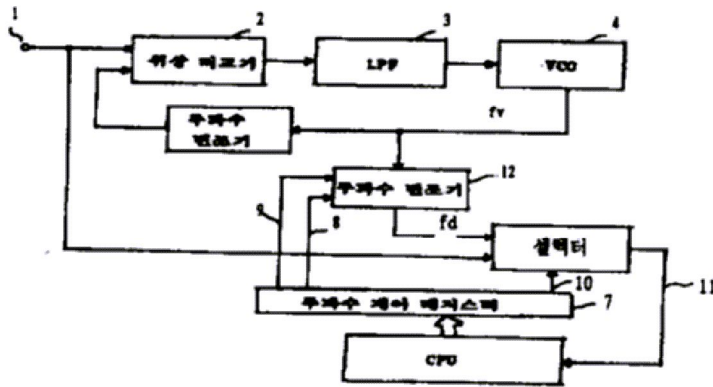 1
2
3
4
위상 비교기
LPF
VCO
fv
주파수
변조기
12
주파수 변조기
9
8
fd
셀렉터
10
11
주파수 제어 레지스터
7
CPU